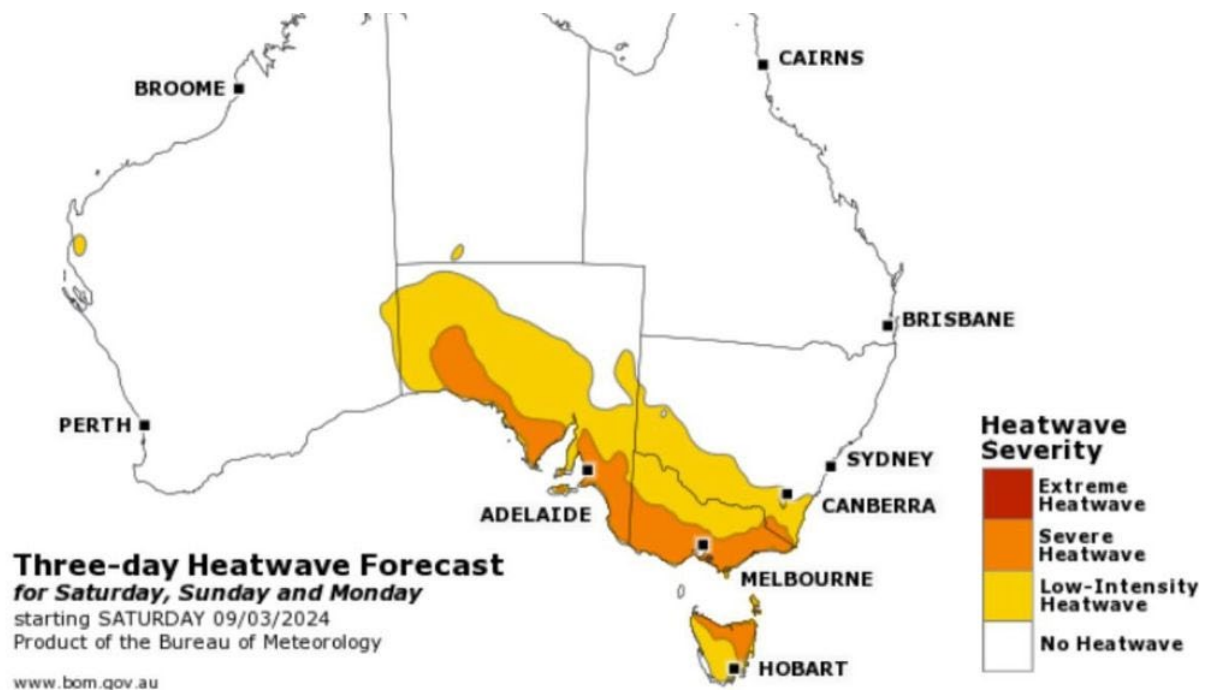 CAIRNS
BROOME
BRISBANE
PERTH
SYDNEY
CANBERRA
ADELAIDE
MELBOURNE
HOBART
Heatwave
Severity
Extreme
Heatwave
Severe
Heatwave
Low-Intensity
Heatwave
No Heatwave
Three-day Heatwave Forecast
for Saturday, Sunday and Monday
starting SATURDAY 09/03/2024
Product of the Bureau of Meteorology
www.bom.gov.au